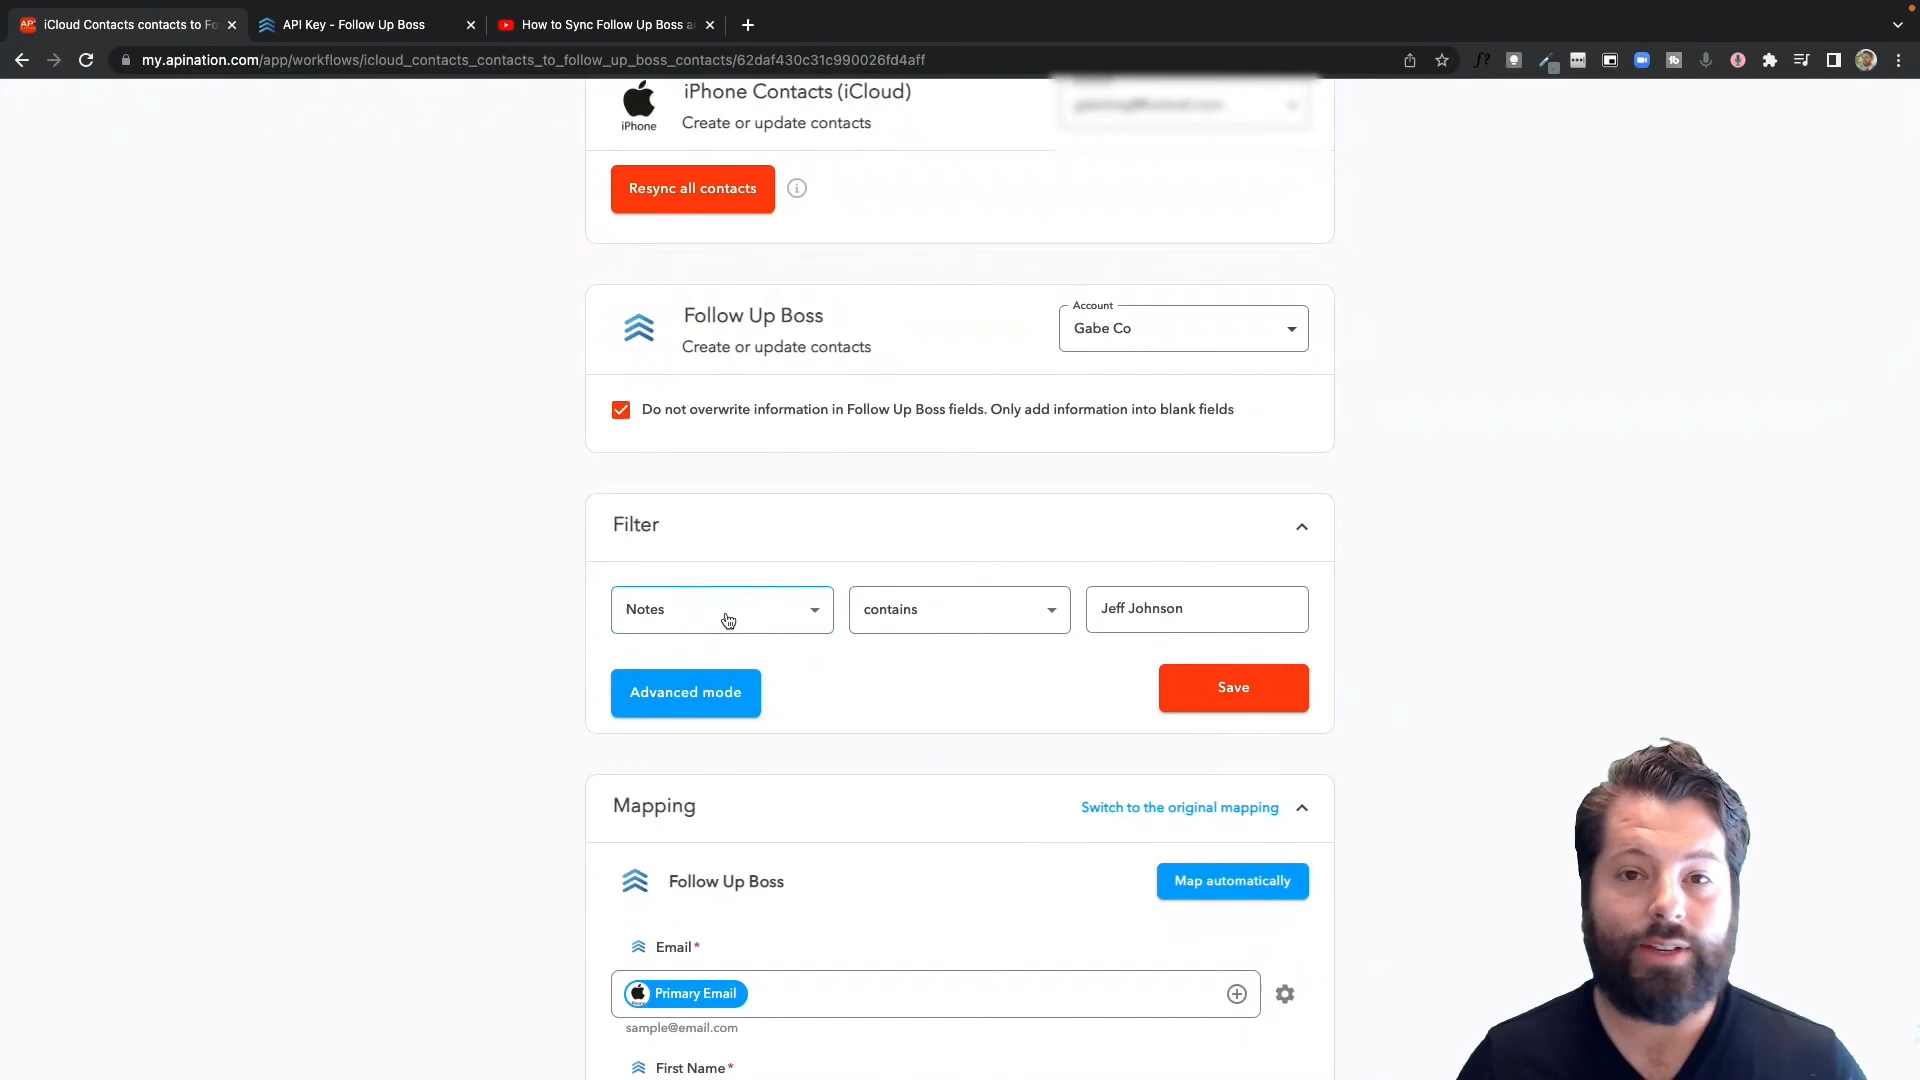 iCloud Contacts contacts to Fo
API Key - Follow Up Boss
How to Sync Follow Up Boss a
my.apination.com/app/workflows/icloud_contacts_contacts_to_follow_up_boss_contacts/62daf430c31c990026fd4aff
iPhone
iPhone Contacts (iCloud)
Create or update contacts
Resync all contacts
Follow Up Boss
Create or update contacts
Account
Gabe Co
Do not overwrite information in Follow Up Boss fields. Only add information into blank fields
Filter
Notes
contains
Jeff Johnson
Advanced mode
Save
Mapping
Switch to the original mapping
Follow Up Boss
Map automatically
Email*
Primary Email
sample@email.com
First Name*